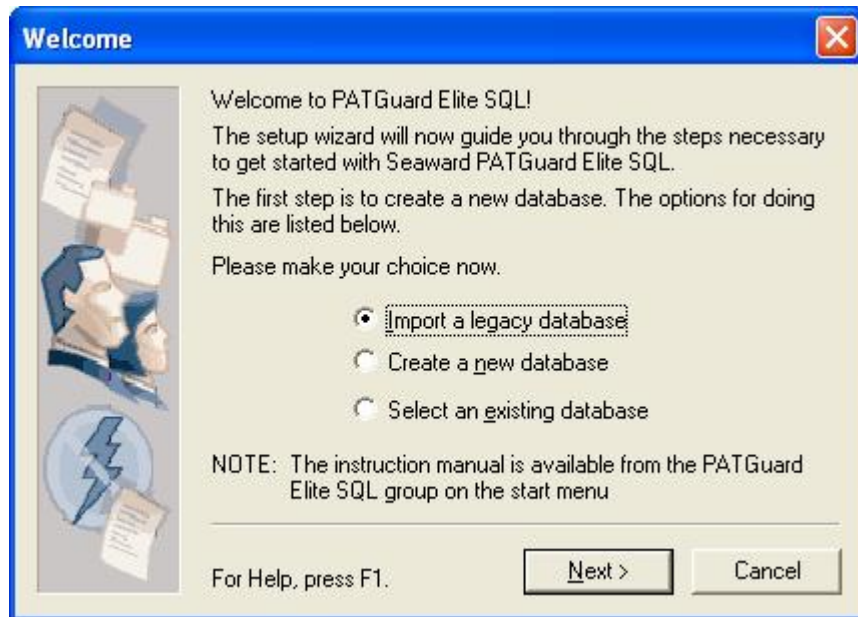 Welcome
Welcome to PATGuard Elite SQL!
The setup wizard will now guide you through the steps necessary
to get started with Seaward PATGuard Elite SQL.
The first step is to create a new database. The options for doing
this are listed below.
Please make your choice now.
Import a legacy database
Create a new database
Select an existing database
NOTE: The instruction manual is available from the PATGuard
Elite SQL group on the start menu
For Help, press F1.
Next >
Cancel